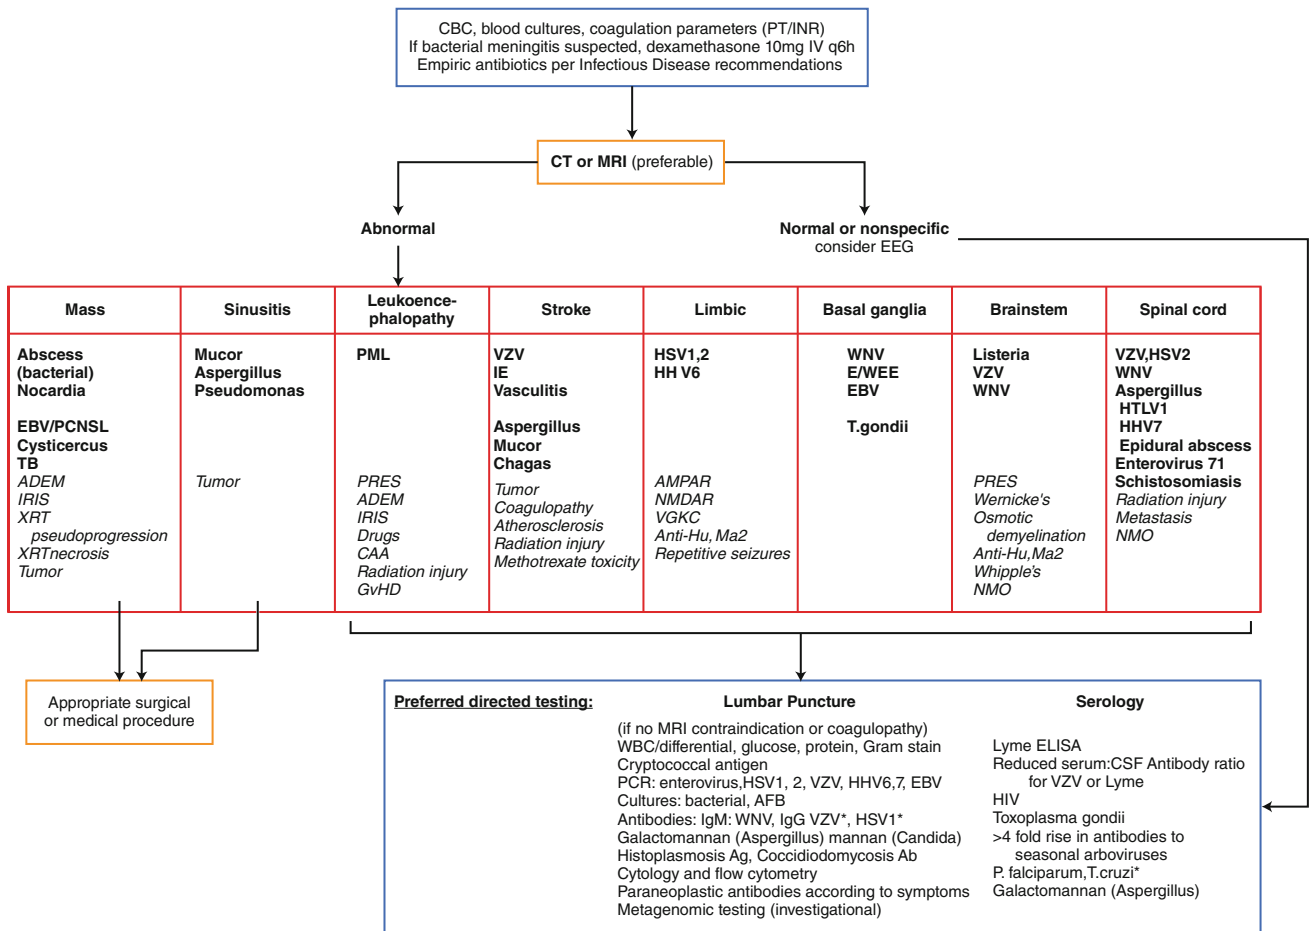 CBC, blood cultures, coagulation parameters (PT/INR)
If bacterial meningitis suspected, dexamethasone 10mg IV q6h
Empiric antibiotics per Infectious Disease recommendations
CT or MRI (preferable)
Abnormal
Normal or nonspecific
consider EEG
Mass
Abscess
(bacterial)
Nocardia
EBV/PCNSL
Cysticercus
TB
ADEM
IRIS
XRT
pseudoprogression
XRTnecrosis
Tumor
Sinusitis
Mucor
Aspergillus
Pseudomonas
Tumor
Leukoence-
phalopathy
PML
PRES
ADEM
IRIS
Drugs
CAA
Radiation injury
GvHD
Stroke
VZV
IE
Vasculitis
Aspergillus
Mucor
Chagas
Tumor
Coagulopathy
Atherosclerosis
Radiation injury
Methotrexate toxicity
Limbic
HSV1,2
HH V6
AMPAR
NMDAR
VGKC
Anti-Hu, Ma2
Repetitive seizures
Basal ganglia
WNV
E/WEE
EBV
T.gondii
Brainstem
Listeria
VZV
WNV
PRES
Wernicke's
Osmotic
demyelination
Anti-Hu,Ma2
Whipple's
NMO
Spinal cord
VZV,HSV2
WNV
Aspergillus
HTLV1
HHV7
Epidural abscess
Enterovirus 71
Schistosomiasis
Radiation injury
Metastasis
NMO
Appropriate surgical
or medical procedure
Preferred directed testing:
Lumbar Puncture
(if no MRI contraindication or coagulopathy)
WBC/differential, glucose, protein, Gram stain
Cryptococcal antigen
PCR: enterovirus,HSV1, 2, VZV, HHV6,7, EBV
Cultures: bacterial, AFB
Antibodies: IgM: WNV, IgG VZV*, HSV1*
Galactomannan (Aspergillus) mannan (Candida)
Histoplasmosis Ag, Coccidiodomycosis Ab
Cytology and flow cytometry
Paraneoplastic antibodies according to symptoms
Metagenomic testing (investigational)
Serology
Lyme ELISA
Reduced serum:CSF Antibody ratio
for VZV or Lyme
HIV
Toxoplasma gondii
>4 fold rise in antibodies to
seasonal arboviruses
P. falciparum,T.cruzi*
Galactomannan (Aspergillus)